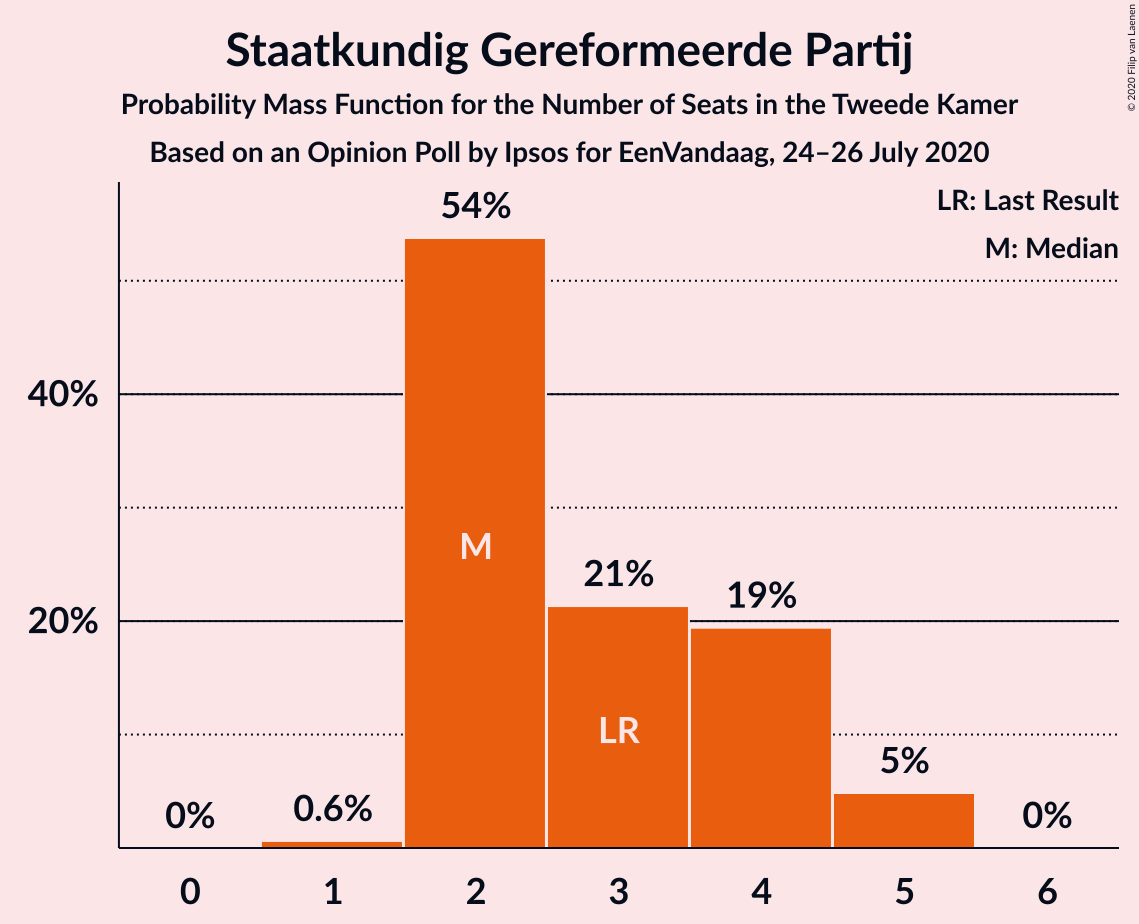 Staatkundig Gereformeerde Partij
Probability Mass Function for the Number of Seats in the Tweede Kamer
Based on an Opinion Poll by Ipsos for EenVandaag, 24–26 July 2020
© 2020 Filip van Laenen
LR: Last Result
M: Median
54%
40%
M
21%
19%
20%
LR
5%
0%
0.6%
0%
0 1 2 3 4 5 6